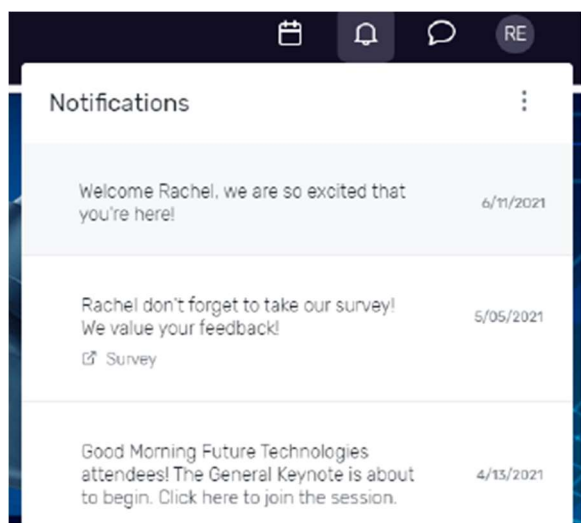 RE
Notifications
Welcome Rachel, we are so excited that
you're here!
6/11/2021
Rachel don't forget to take our survey!
We value your feedback!
5/05/2021
Survey
Good Morning Future Technologies
attendees! The General Keynote is about
to begin. Click here to join the session.
4/13/2021